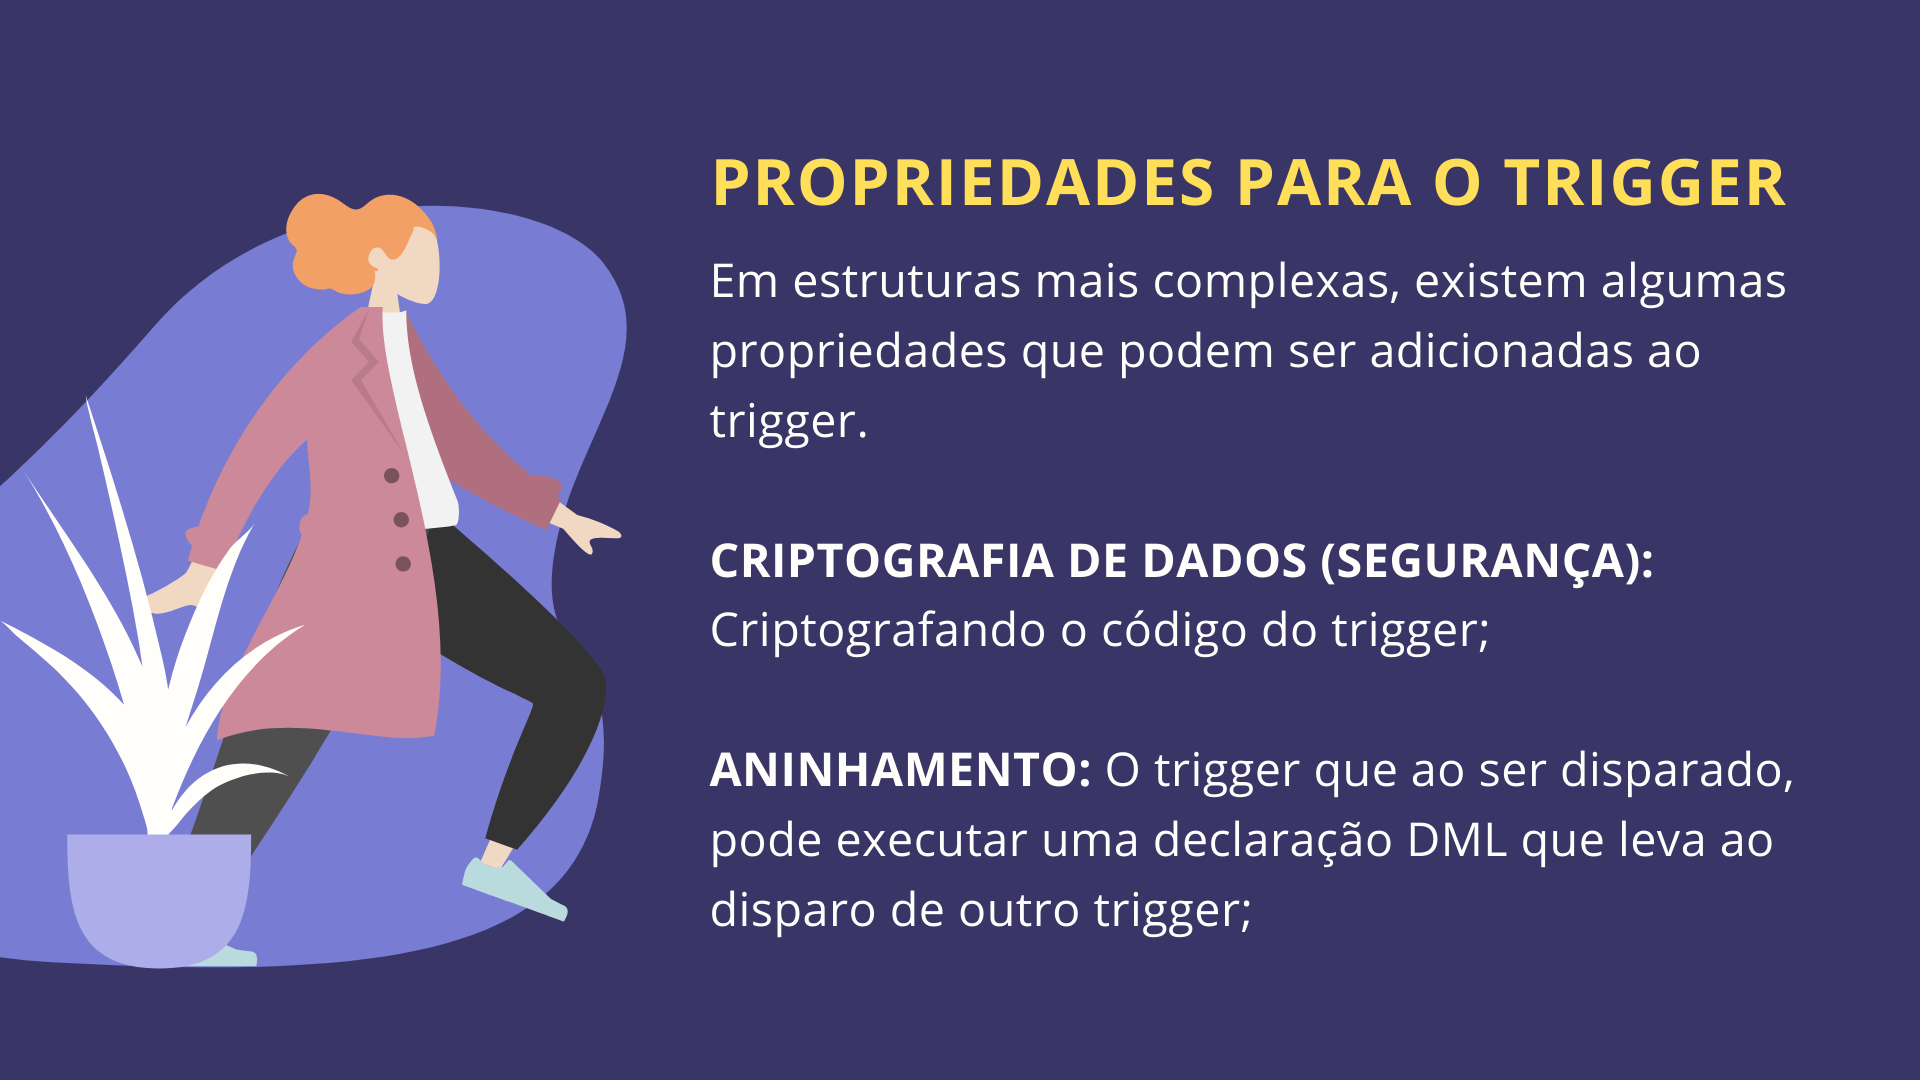 PROPRIEDADES PARA O TRIGGER
Em estruturas mais complexas, existem algumas
propriedades que podem ser adicionadas ao
trigger.
CRIPTOGRAFIA DE DADOS (SEGURANÇA):
Criptografando o código do trigger;
ANINHAMENTO: O trigger que ao ser disparado,
pode executar uma declaração DML que leva ao
disparo de outro trigger;